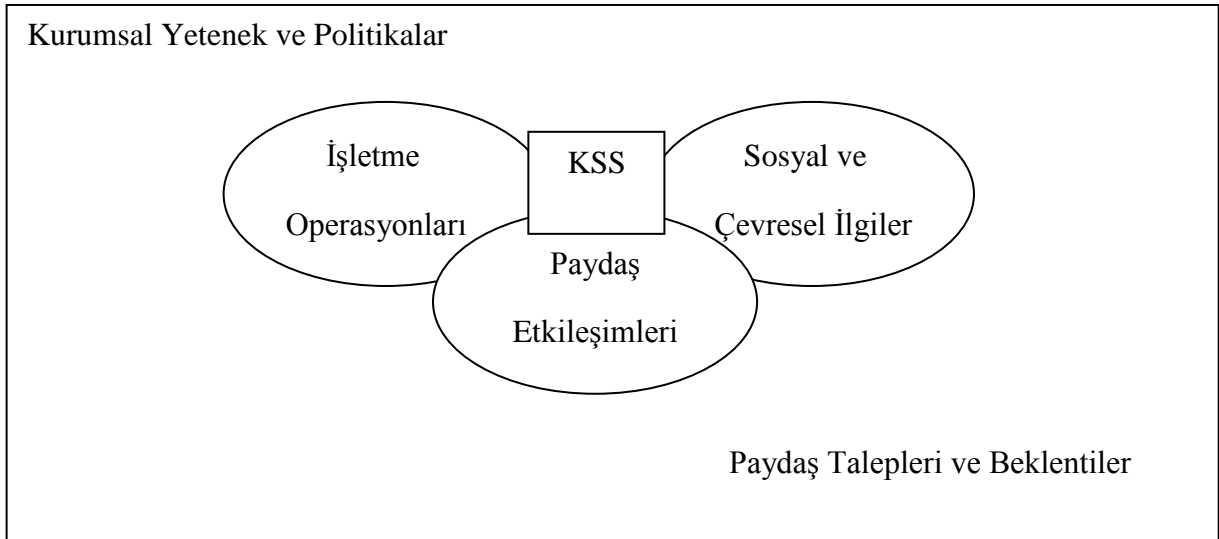 Kurumsal Yetenek ve Politikalar
İşletme
Operasyonları
KSS
Sosyal ve
Çevresel İlgiler
Paydaş
Etkileşimleri
Paydaş Talepleri ve Beklentiler